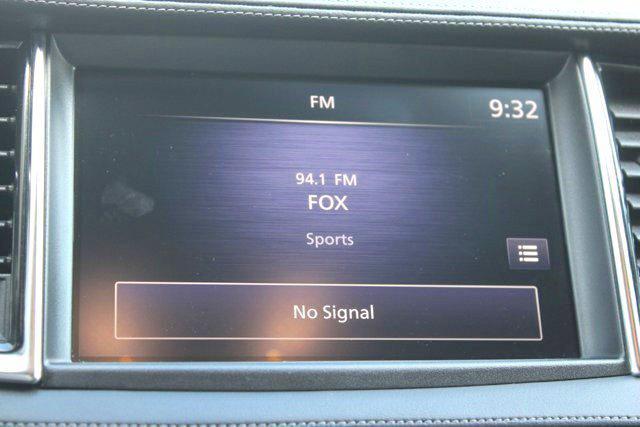 FM
9:32
94.1 FM
FOX
Sports
No Signal